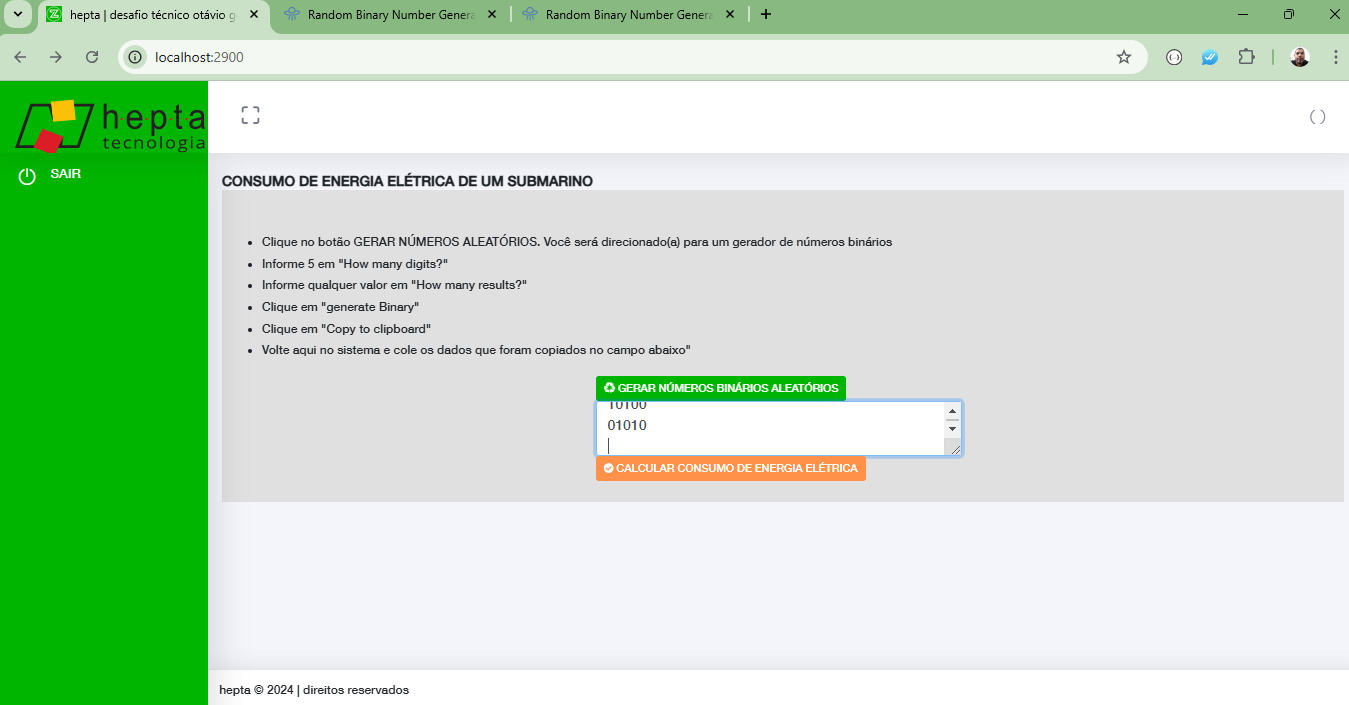 hepta | desafio técnico otávio g
Random Binary Number Genera
Random Binary Number Genera
localhost:2900
h·e·p·t·a
tecnologia
SAIR
CONSUMO DE ENERGIA ELÉTRICA DE UM SUBMARINO
Clique no botão GERAR NÚMEROS ALEATÓRIOS. Você será direcionado(a) para um gerador de números binários
Informe 5 em "How many digits?"
Informe qualquer valor em "How many results?"
Clique em "generate Binary"
Clique em "Copy to clipboard"
Volte aqui no sistema e cole os dados que foram copiados no campo abaixo"
GERAR NÚMEROS BINÁRIOS ALEATÓRIOS
10100
01010
CALCULAR CONSUMO DE ENERGIA ELÉTRICA
hepta © 2024 | direitos reservados